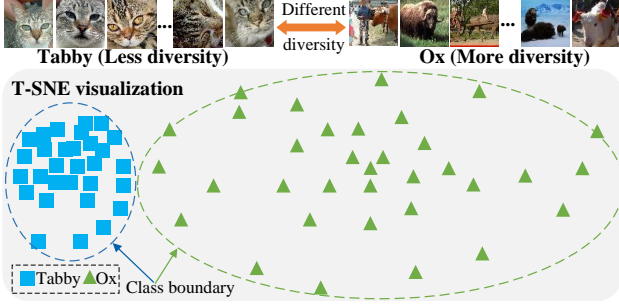 ...
Different
diversity
...
Tabby (Less diversity)
Ox (More diversity)
T-SNE visualization
Tabby
Ox
Class boundary